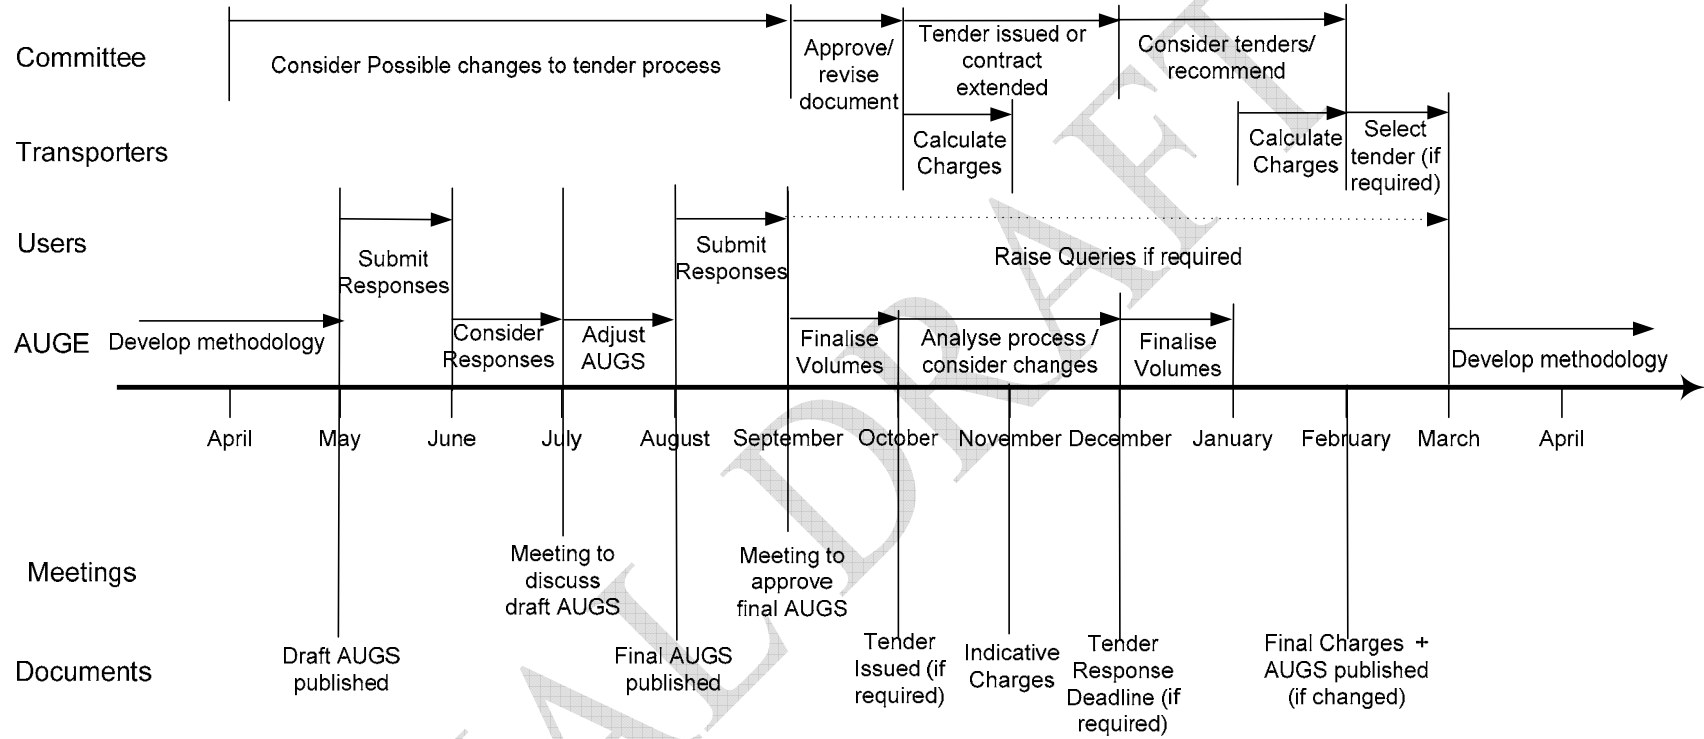 Committee
Consider Possible changes to tender process
Approve/
revise
document
Tender issued or
contract
extended
Consider tenders/
recommend
Transporters
Calculate
Charges
Calculate
Charges
Select
tender (if
required)
Users
Submit
Responses
Submit
Responses
Raise Queries if required
AUGE
Develop methodology
Consider
Responses
Adjust
AUGS
Finalise
Volumes
Analyse process /
consider changes
Finalise
Volumes
Develop methodology
April
May
June
July
August
September
October
November
December
January
February
March
April
Meetings
Meeting to
discuss
draft AUGS
Meeting to
approve
final AUGS
Documents
Draft AUGS
published
Final AUGS
published
Tender
Issued (if
required)
Indicative
Charges
Tender
Response
Deadline (if
required)
Final Charges +
AUGS published
(if changed)
AL DRAFT